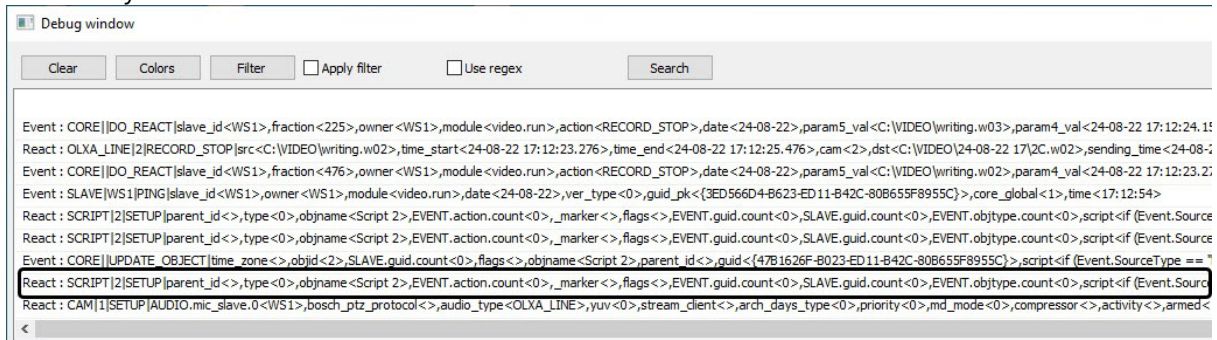 Debug window
Clear Colors Filter Apply filter Use regex Search
Event : CORE||DO_REACT|slave_id<WS1>,fraction<225>,owner<WS1>,module<video.run>,action<RECORD_STOP>,date<24-08-22>,param5_val<C:\VIDEO\writing.w03>,param4_val<24-08-22 17:12:24.15
React : OLXA_LINE|2|RECORD_STOP|src<C:\VIDEO\writing.w02>,time_start<24-08-22 17:12:23.276>,time_end<24-08-22 17:12:25.476>,cam<2>,dst<C:\VIDEO\24-08-22 17\2C.w02>,sending_time<24-08-2
Event : CORE||DO_REACT|slave_id<WS1>,fraction<476>,owner<WS1>,module<video.run>,action<RECORD_STOP>,date<24-08-22>,param5_val<C:\VIDEO\writing.w02>,param4_val<24-08-22 17:12:23.27
Event : SLAVE|WS1|PING|slave_id<WS1>,owner<WS1>,module<video.run>,date<24-08-22>,ver_type<0>,guid_pk<{3ED566D4-B623-ED11-B42C-80B655F8955C}>,core_global<1>,time<17:12:54>
React : SCRIPT|2|SETUP|parent_id<>,type<0>,objname<Script 2>,EVENT.action.count<0>,_marker<>,flags<>,EVENT.guid.count<0>,SLAVE.guid.count<0>,EVENT.objtype.count<0>,script<if (Event.Source
React : SCRIPT|2|SETUP|parent_id<>,type<0>,objname<Script 2>,EVENT.action.count<0>,_marker<>,flags<>,EVENT.guid.count<0>,SLAVE.guid.count<0>,EVENT.objtype.count<0>,script<if (Event.Source
Event : CORE||UPDATE_OBJECT|time_zone<>,objid<2>,SLAVE.guid.count<0>,flags<>,objname<Script 2>,parent_id<>,guid<{47B1626F-B023-ED11-B42C-80B655F8955C}>,script<if (Event.SourceType == "
React : SCRIPT|2|SETUP|parent_id<>,type<0>,objname<Script 2>,EVENT.action.count<0>,_marker<>,flags<>,EVENT.guid.count<0>,SLAVE.guid.count<0>,EVENT.objtype.count<0>,script<if (Event.Source
React : CAM|1|SETUP|AUDIO.mic_slave.0<WS1>,bosch_ptz_protocol<>,audio_type<OLXA_LINE>,yuv<0>,stream_client<>,arch_days_type<0>,priority<0>,md_mode<0>,compressor<>,activity<>,armed<